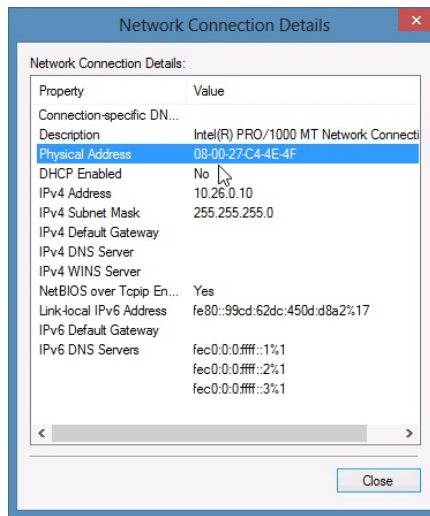 Network Connection Details
Network Connection Details:
Property Value
Connection-specific DN...
Description Intel(R) PRO/1000 MT Network Connecti
Physical Address 08-00-27-C4-4E-4F
DHCP Enabled No
IPv4 Address 10.26.0.10
IPv4 Subnet Mask 255.255.255.0
IPv4 Default Gateway
IPv4 DNS Server
IPv4 WINS Server
NetBIOS over Tcpip En... Yes
Link-local IPv6 Address fe80::99cd:62dc:450d:d8a2%17
IPv6 Default Gateway
IPv6 DNS Servers fec0:0:0:ffff::1%1
fec0:0:0:ffff::2%1
fec0:0:0:ffff::3%1
Close